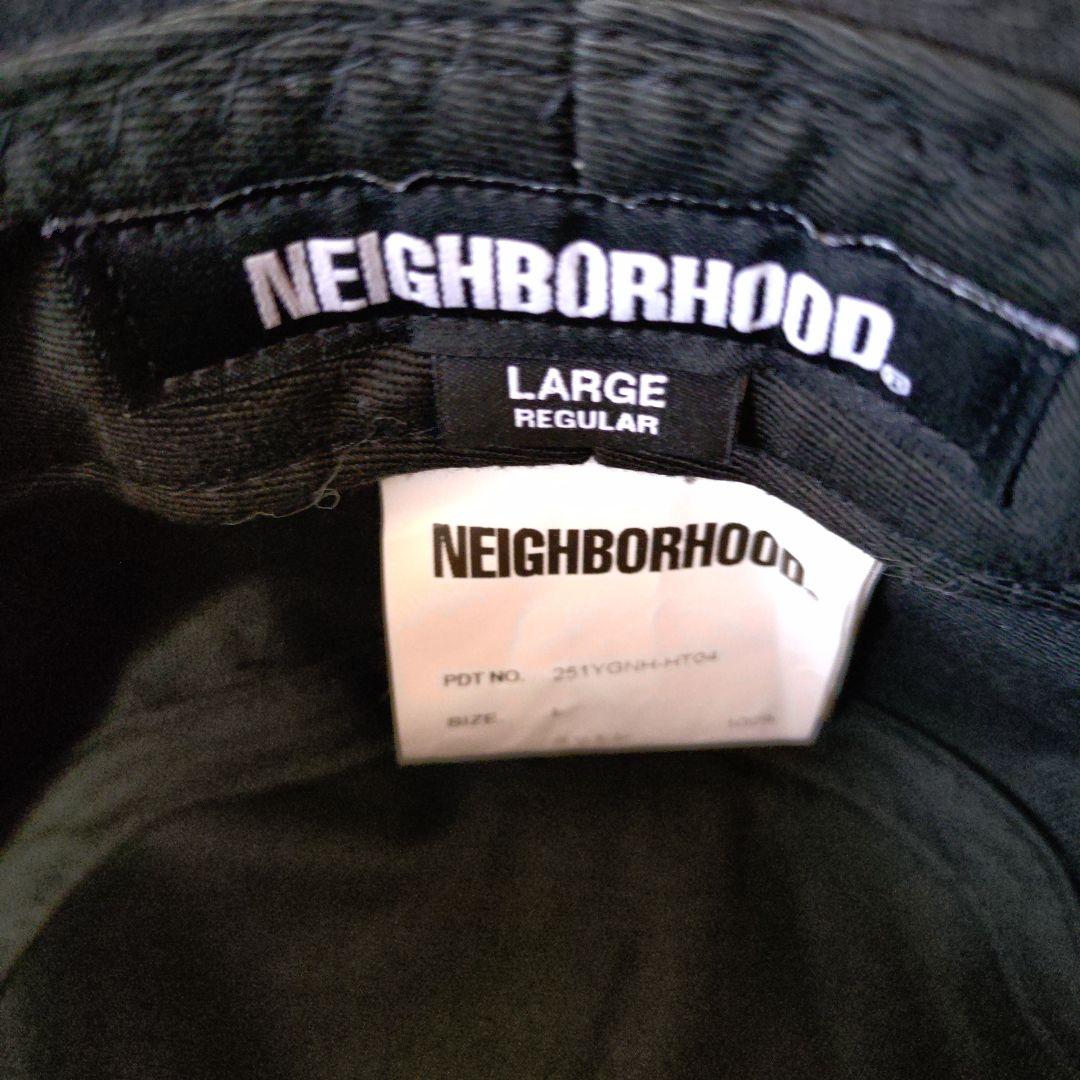 NEIGHBORHOOD®
LARGE
REGULAR
NEIGHBORHOOD.
PDT NO. 251YGNH-HT04
SIZE